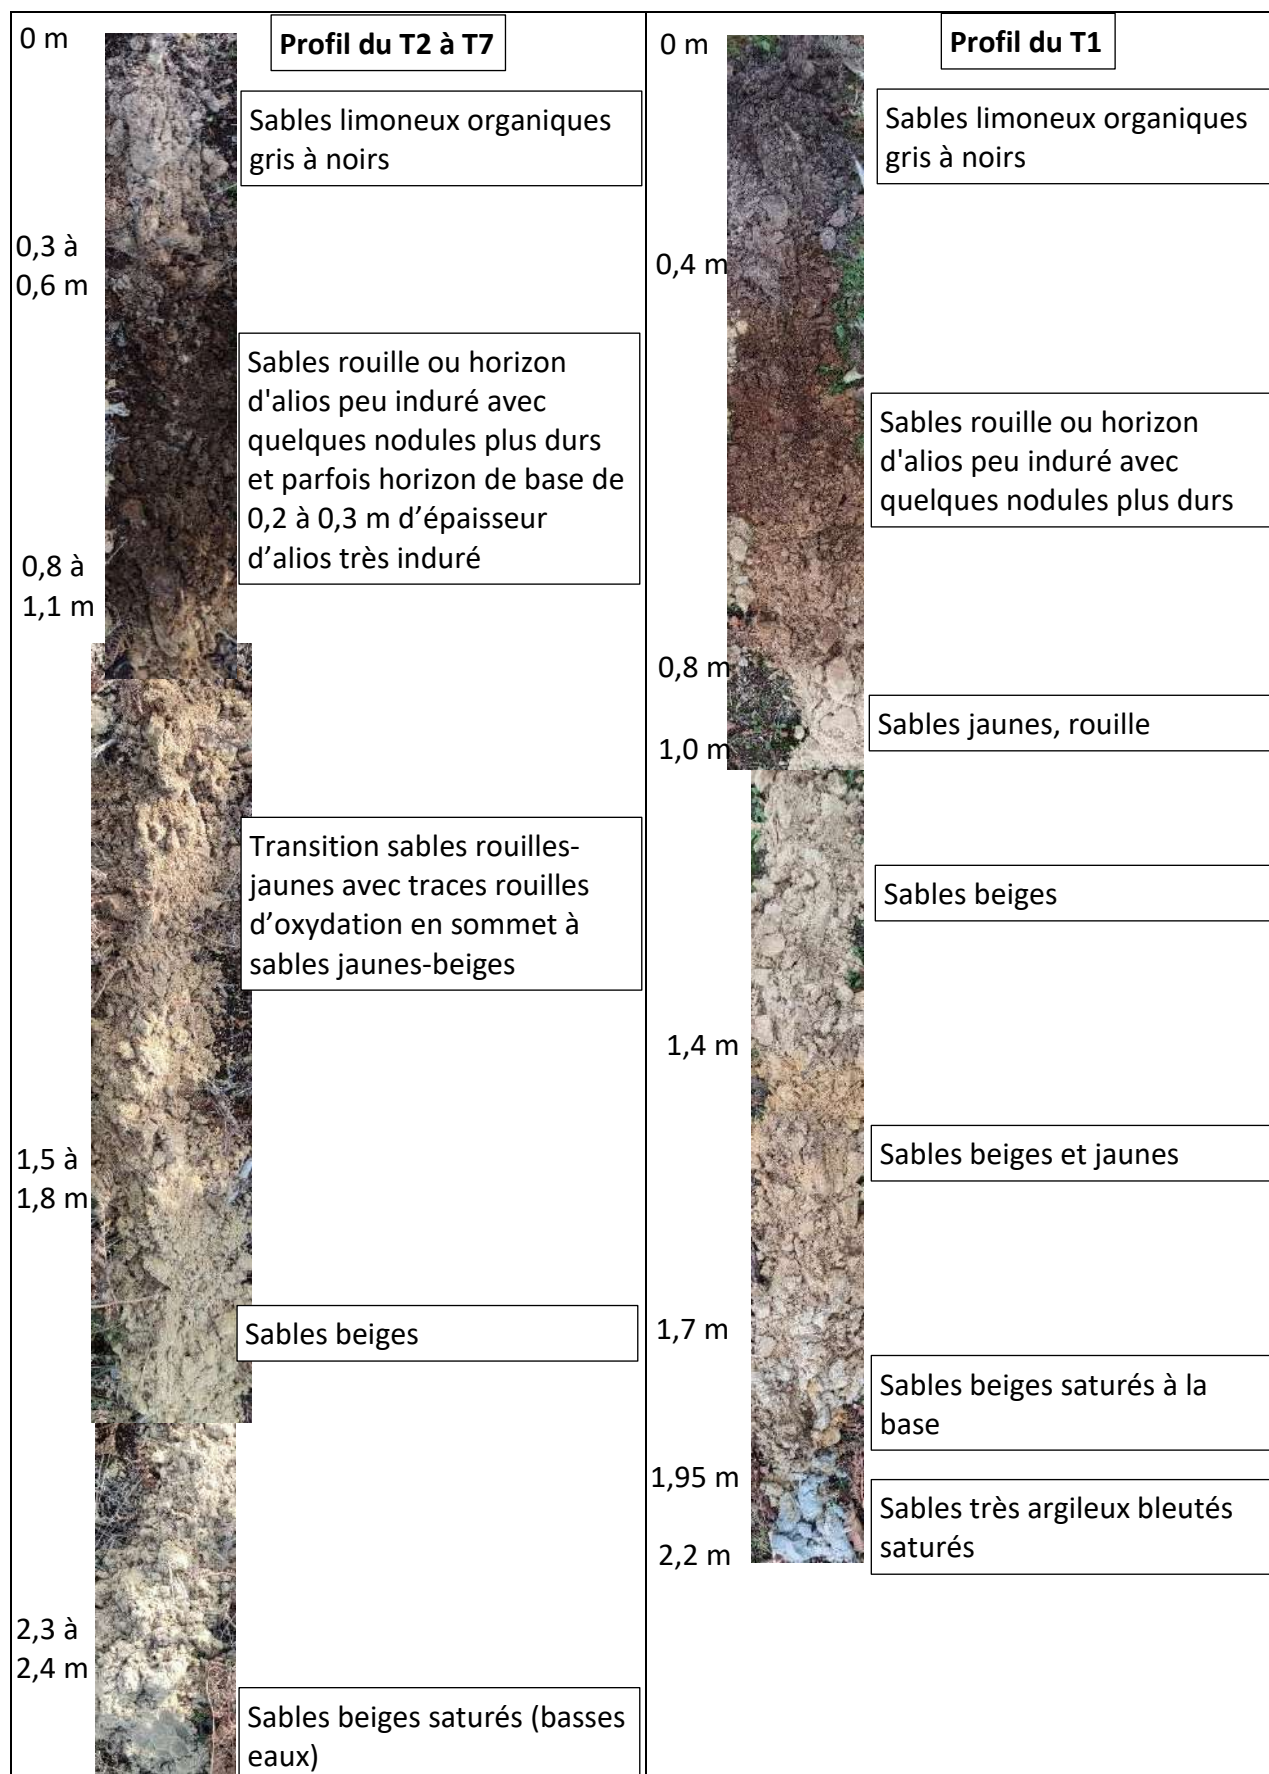 0 m
Profil du T2 à T7
Sables limoneux organiques
gris à noirs
0,3 à
0,6 m
Sables rouille ou horizon
d'alios peu induré avec
quelques nodules plus durs
et parfois horizon de base de
0,2 à 0,3 m d’épaisseur
d’alios très induré
0,8 à
1,1 m
Transition sables rouilles-
jaunes avec traces rouilles
d’oxydation en sommet à
sables jaunes-beiges
1,5 à
1,8 m
Sables beiges
2,3 à
2,4 m
Sables beiges saturés (basses
eaux)
0 m
Profil du T1
Sables limoneux organiques
gris à noirs
0,4 m
Sables rouille ou horizon
d'alios peu induré avec
quelques nodules plus durs
0,8 m
Sables jaunes, rouille
1,0 m
Sables beiges
1,4 m
Sables beiges et jaunes
1,7 m
Sables beiges saturés à la
base
1,95 m
Sables très argileux bleutés
saturés
2,2 m